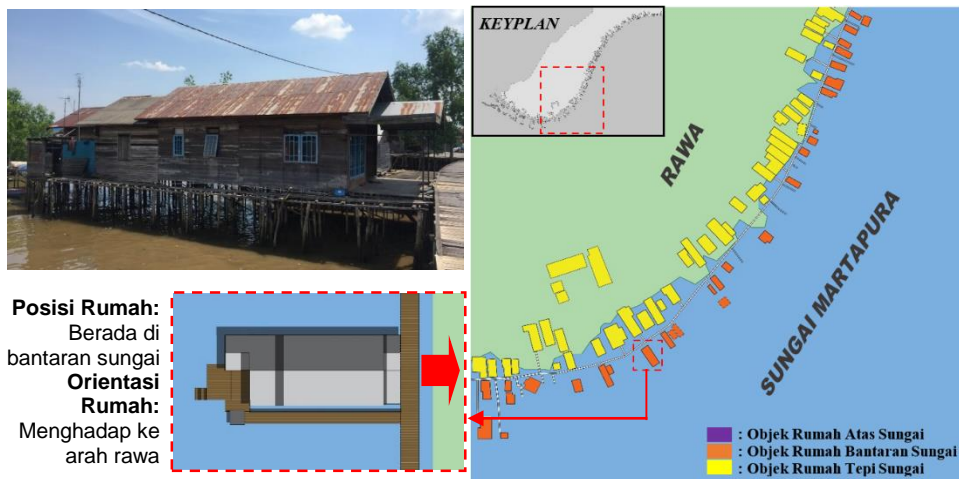 KEYPLAN
RAWA
SUNGAI MARTAPURA
Posisi Rumah:
Berada di
bantaran sungai
Orientasi
Rumah:
Menghadap ke
arah rawa
: Objek Rumah Atas Sungai
: Objek Rumah Bantaran Sungai
: Objek Rumah Tepi Sungai